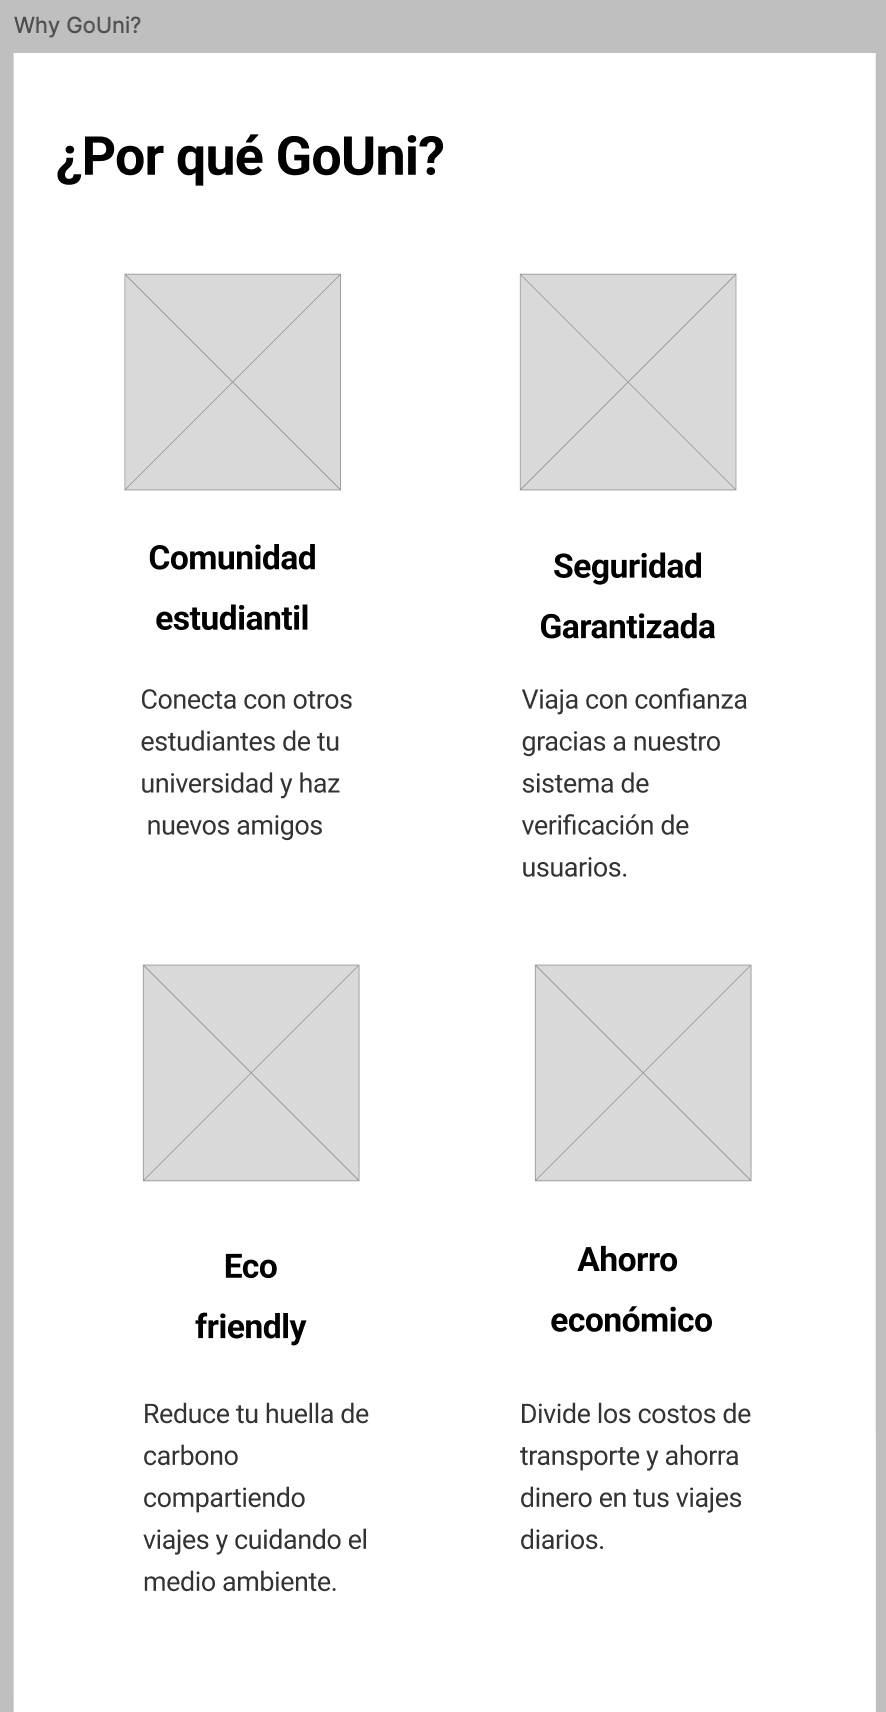 Why GoUni?
¿Por qué GoUni?
Comunidad
estudiantil
Conecta con otros
estudiantes de tu
universidad y haz
nuevos amigos
Seguridad
Garantizada
Viaja con confianza
gracias a nuestro
sistema de
verificación de
usuarios.
Eco
friendly
Reduce tu huella de
carbono
compartiendo
viajes y cuidando el
medio ambiente.
Ahorro
económico
Divide los costos de
transporte y ahorra
dinero en tus viajes
diarios.